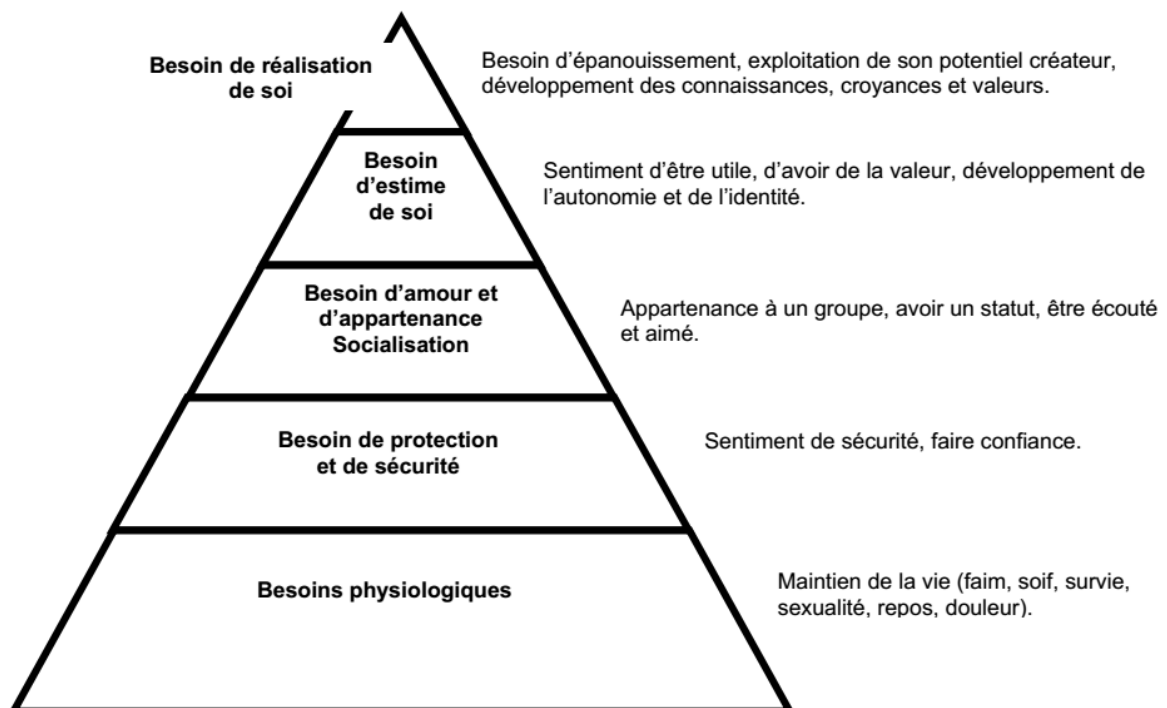 Besoin de réalisation
de soi
Besoin d’épanouissement, exploitation de son potentiel créateur,
développement des connaissances, croyances et valeurs.
Besoin
d’estime
de soi
Sentiment d’être utile, d’avoir de la valeur, développement de
l’autonomie et de l’identité.
Besoin d’amour et
d’appartenance
Socialisation
Appartenance à un groupe, avoir un statut, être écouté
et aimé.
Besoin de protection
et de sécurité
Sentiment de sécurité, faire confiance.
Besoins physiologiques
Maintien de la vie (faim, soif, survie,
sexualité, repos, douleur).